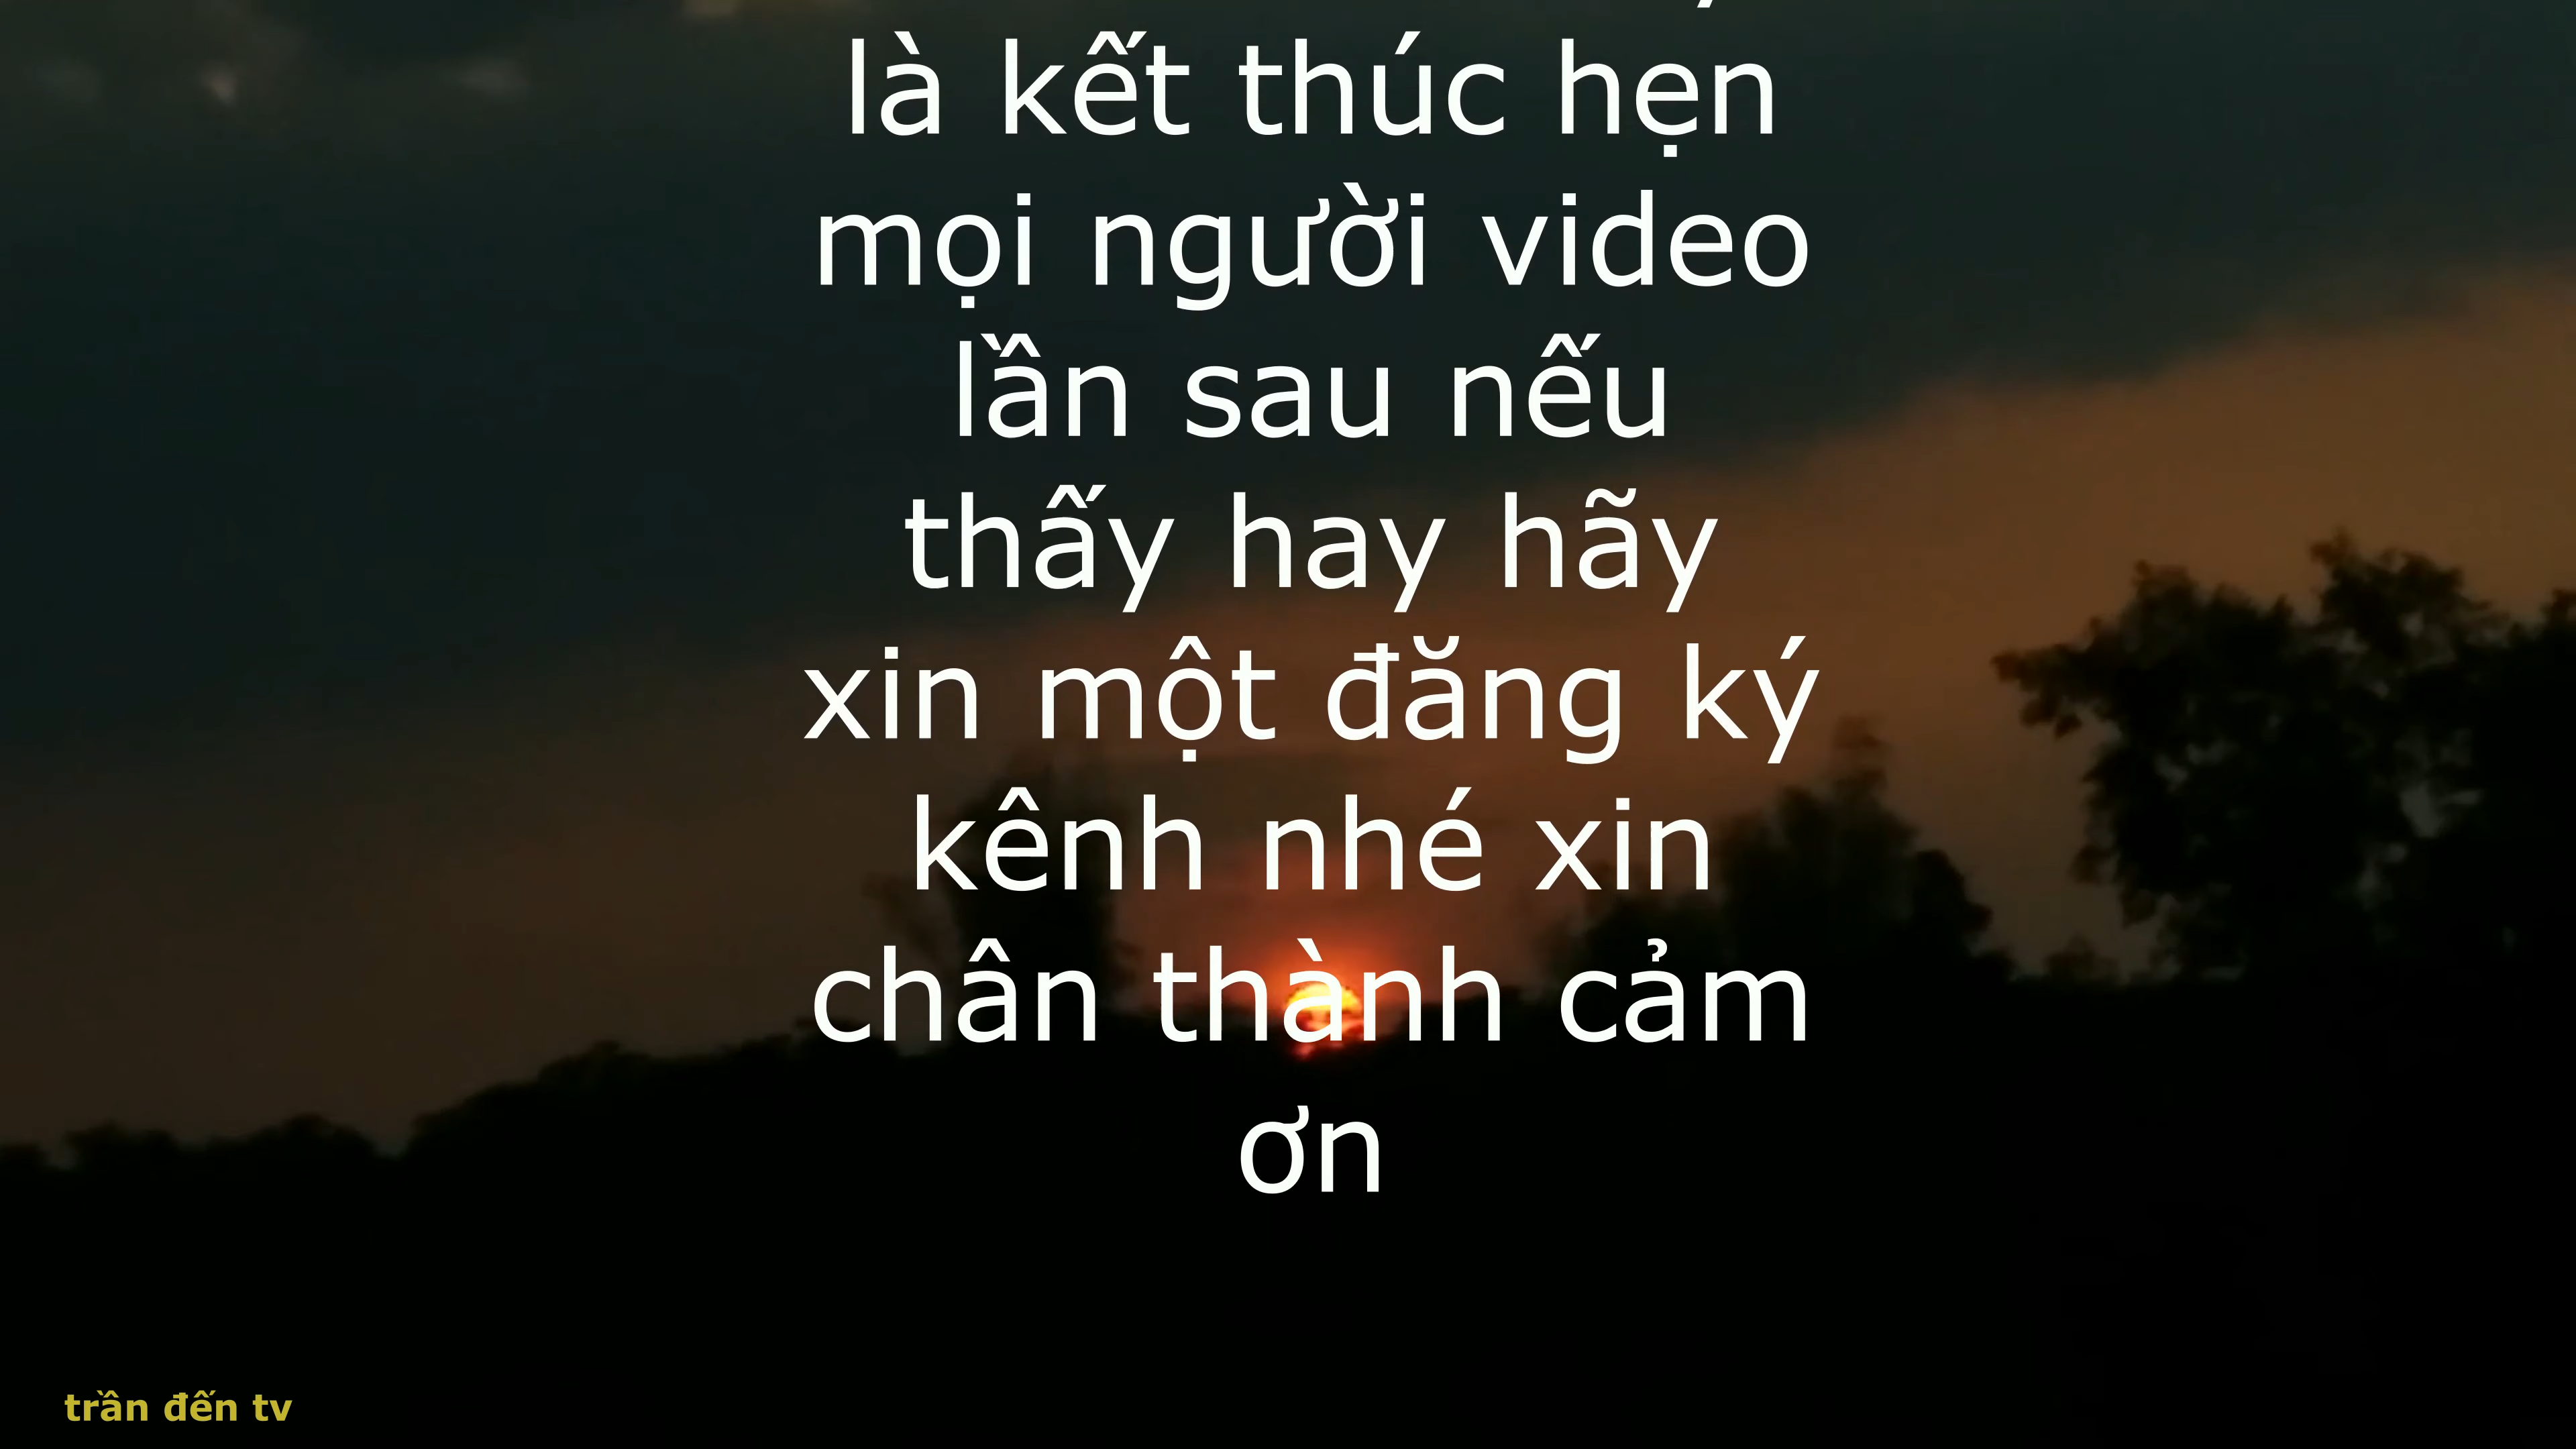 là kết thúc hẹn
mọi người video
lần sau nếu
thấy hay hãy
xin một đăng ký
kênh nhé xin
chân thành cảm
ơn
trần đến tv